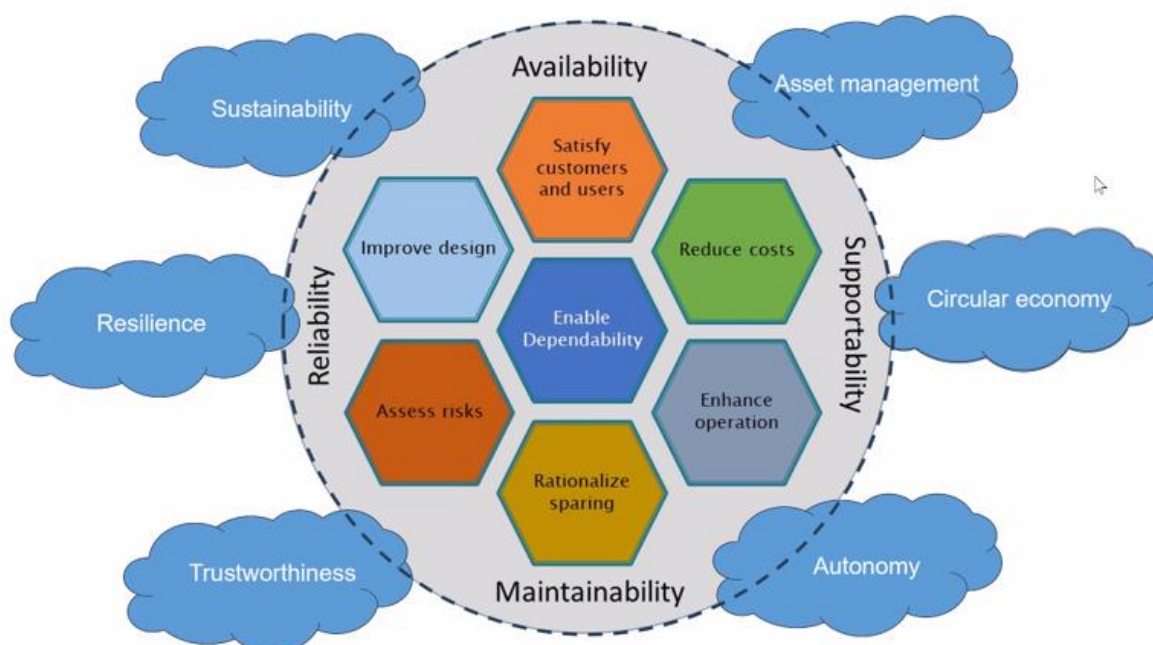 Availability
Sustainability
Asset management
Satisfy
customers
and users
Improve design
Reduce costs
Reliability
Supportability
Resilience
Enable
Dependability
Circular economy
Assess risks
Enhance
operation
Rationalize
sparing
Trustworthiness
Autonomy
Maintainability